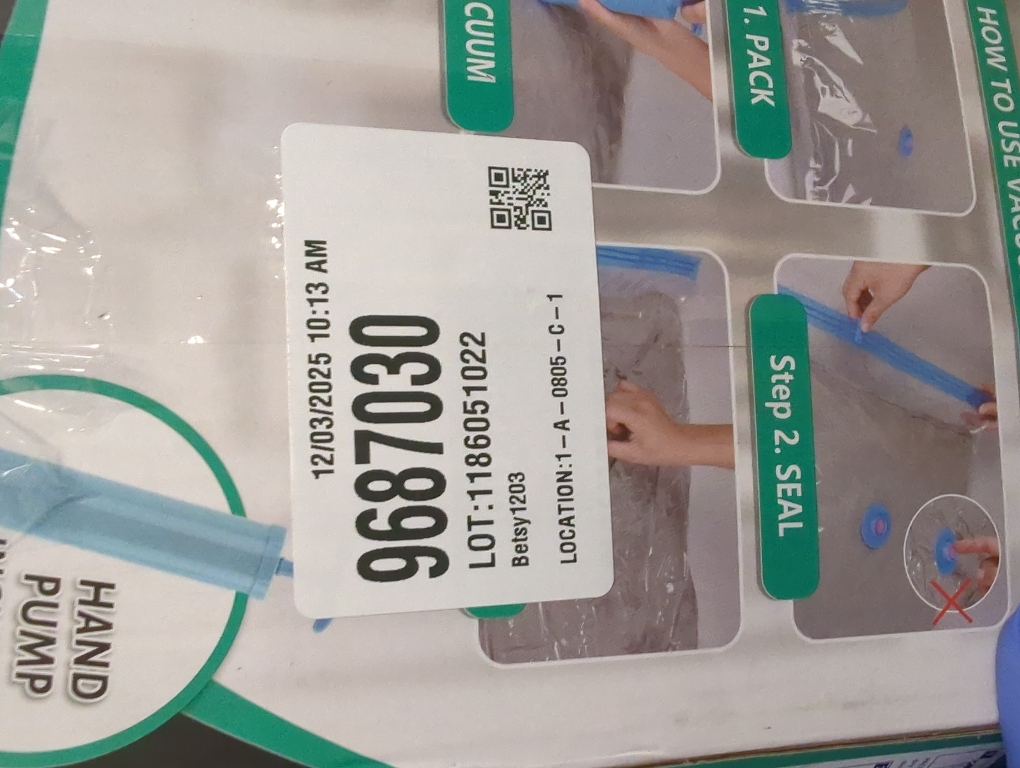 HOW TO USE VACU
1. PACK
Step 2. SEAL
CUUM
12/03/2025 10:13 AM
9687030
LOT:1186051022
Betsy1203
LOCATION:1-A-0805-C-1
HAND
PUMP